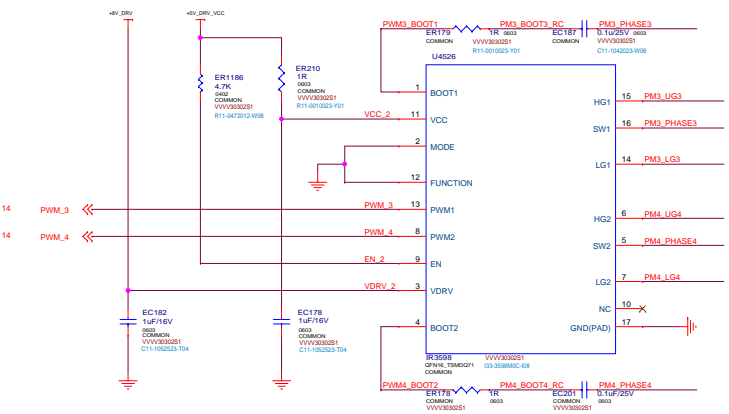 +8V_DRV
+5V_DRV_VCC
PWM3_BOOT1
PM3_BOOT3_RC
PM3_PHASE3
ER179
1R
0603
EC187
0.1u/25V
0603
COMMON
COMMON
VVVV30302S1
VVVV30302S1
R11-0010023-Y01
C11-1042023-W08
U4526
ER1186
4.7K
0402
COMMON
VVVV30302S1
R11-0472012-W08
ER210
1R
0603
COMMON
VVVV30302S1
R11-0010023-Y01
1
BOOT1
VCC_2
11
VCC
2
MODE
12
FUNCTION
14
PWM_3
PWM_3
13
PWM1
14
PWM_4
PWM_4
8
PWM2
EN_2
9
EN
VDRV_2
3
VDRV
4
BOOT2
HG1
15
PM3_UG3
SW1
16
PM3_PHASE3
LG1
14
PM3_LG3
HG2
6
PM4_UG4
SW2
5
PM4_PHASE4
LG2
7
PM4_LG4
NC
10
GND(PAD)
17
EC182
1uF/16V
0603
COMMON
VVVV30302S1
C11-1052523-T04
EC178
1uF/16V
0603
COMMON
VVVV30302S1
C11-1052523-T04
IR3598
VVVV30302S1
QFN16_TSMDQ71
I33-3598M0C-I08
COMMON
PWM4_BOOT2
PM4_BOOT4_RC
PM4_PHASE4
ER178
1R
0603
EC201
0.1uF/25V
COMMON
COMMON
0603
VVVV30302S1
VVVV30302S1